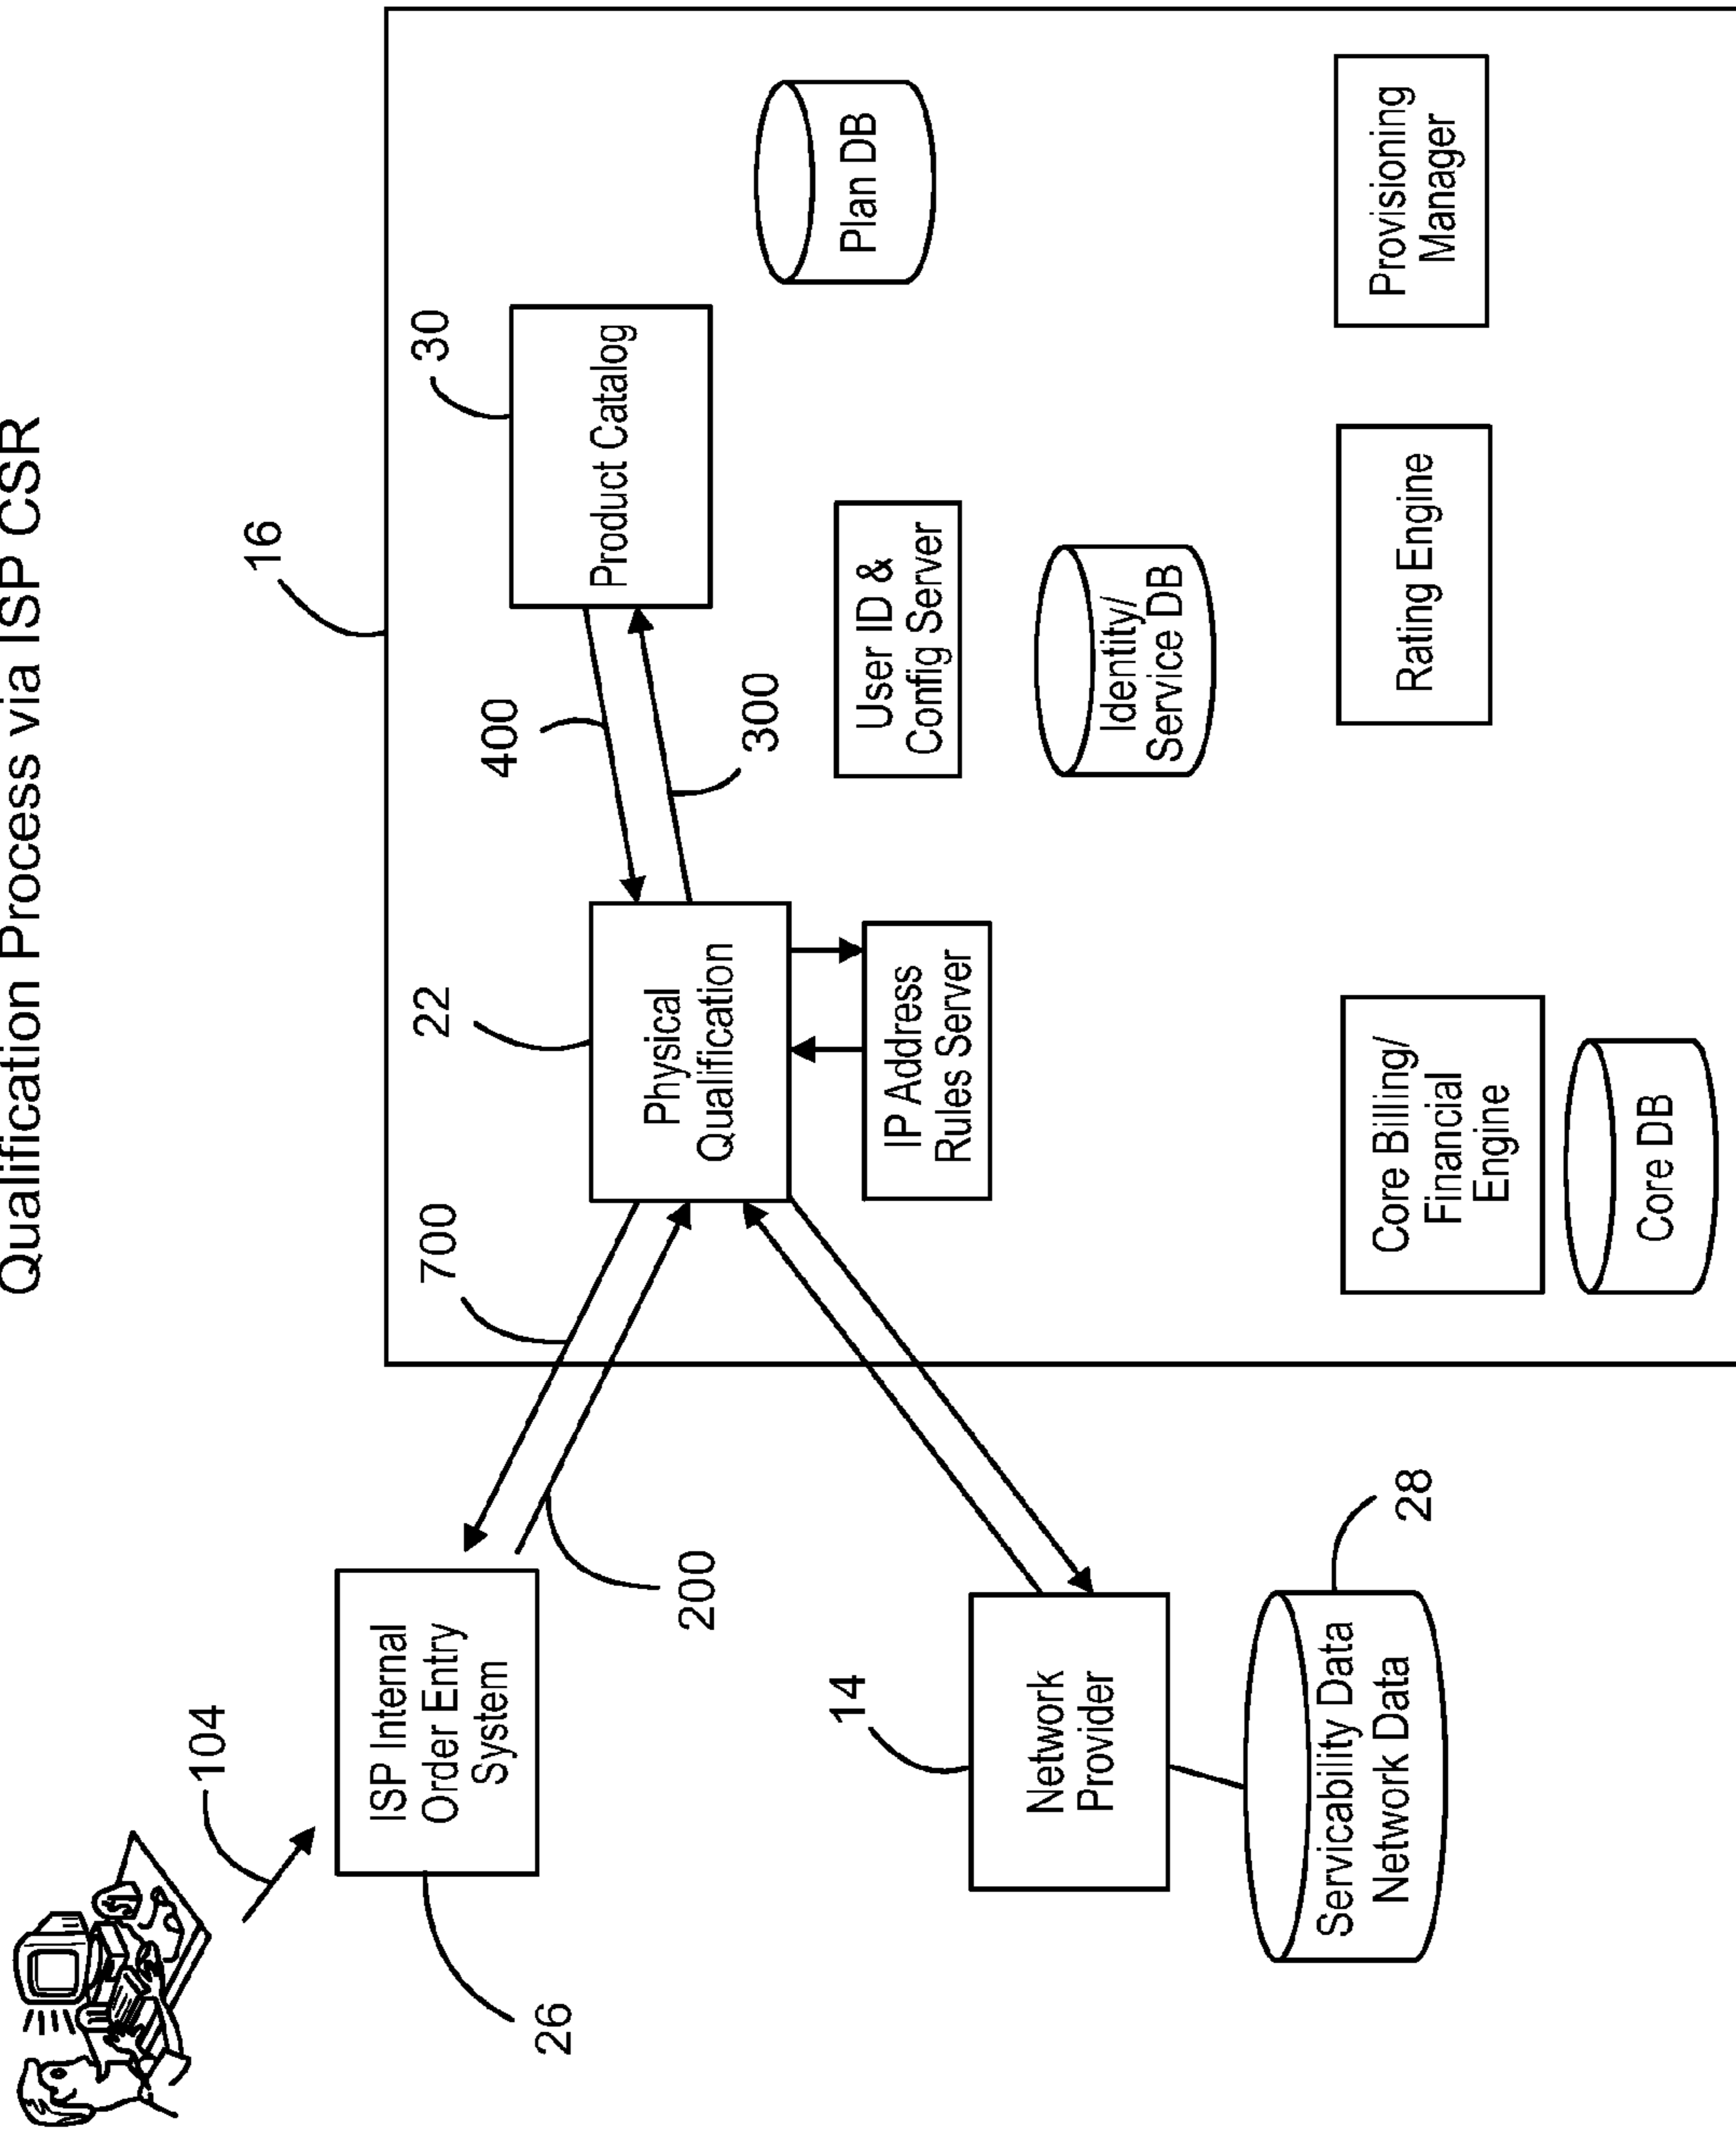 Qualification Process via ISP CSR
104
16
ISP Internal
Order Entry
System
26
700
200
22
Physical
Qualification
400
300
30
Product Catalog
IP Address
Rules Server
User ID &
Config Server
Plan DB
Identity/
Service DB
14
Network
Provider
28
Servicability Data
Network Data
Core Billing/
Financial
Engine
Core DB
Rating Engine
Provisioning
Manager